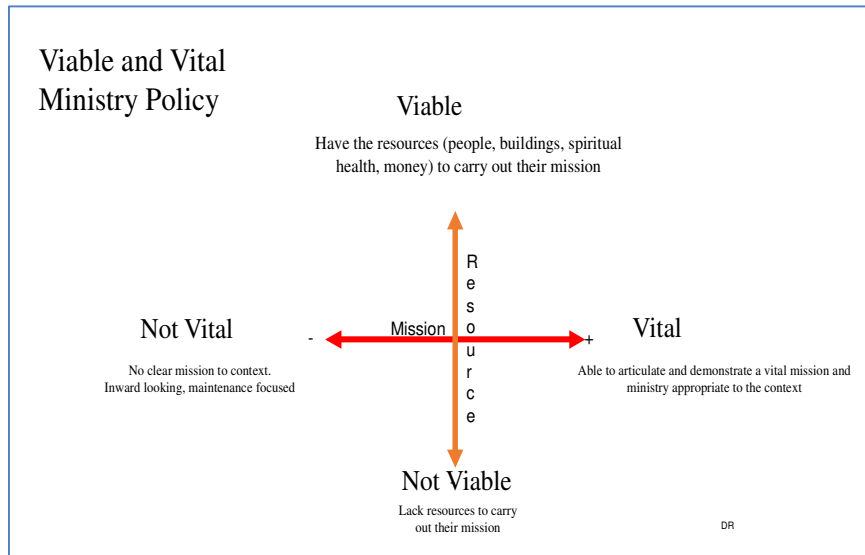 Viable and Vital
Ministry Policy
Viable
Have the resources (people, buildings, spiritual
health, money) to carry out their mission
Resource
Not Vital
- Mission +
Vital
No clear mission to context.
Inward looking, maintenance focused
Able to articulate and demonstrate a vital mission and
ministry appropriate to the context
Not Viable
Lack resources to carry
out their mission
DR